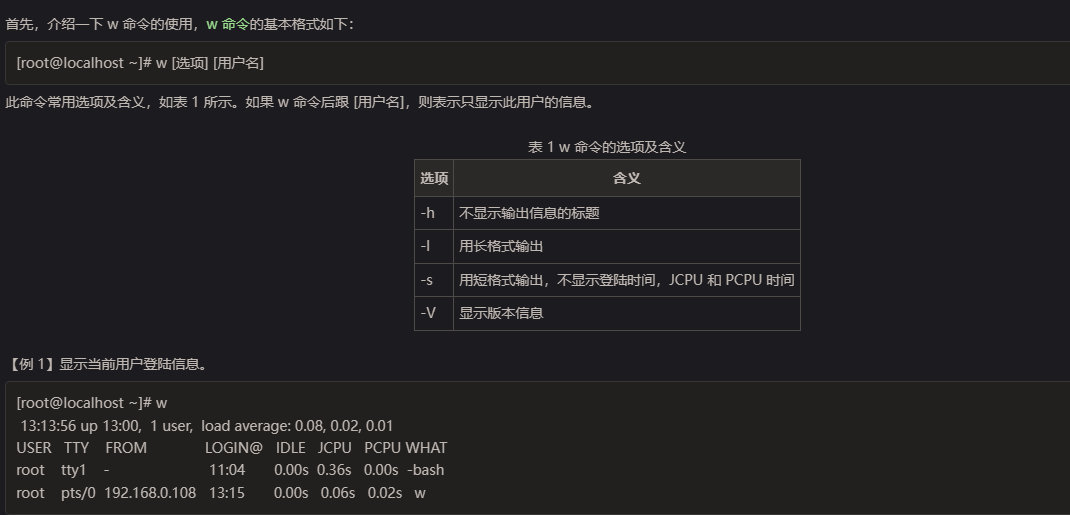 首先，介绍一下 w 命令的使用，w 命令的基本格式如下：
[root@localhost ~]# w [选项] [用户名]
此命令常用选项及含义，如表 1 所示。如果 w 命令后跟 [用户名]，则表示只显示此用户的信息。
表 1 w 命令的选项及含义
选项 含义
-h 不显示输出信息的标题
-l 用长格式输出
-s 用短格式输出，不显示登陆时间，JCPU 和 PCPU 时间
-V 显示版本信息
【例 1】显示当前用户登陆信息。
[root@localhost ~]# w
13:13:56 up 13:00, 1 user, load average: 0.08, 0.02, 0.01
USER TTY FROM LOGIN@ IDLE JCPU PCPU WHAT
root tty1 - 11:04 0.00s 0.36s 0.00s -bash
root pts/0 192.168.0.108 13:15 0.00s 0.06s 0.02s w